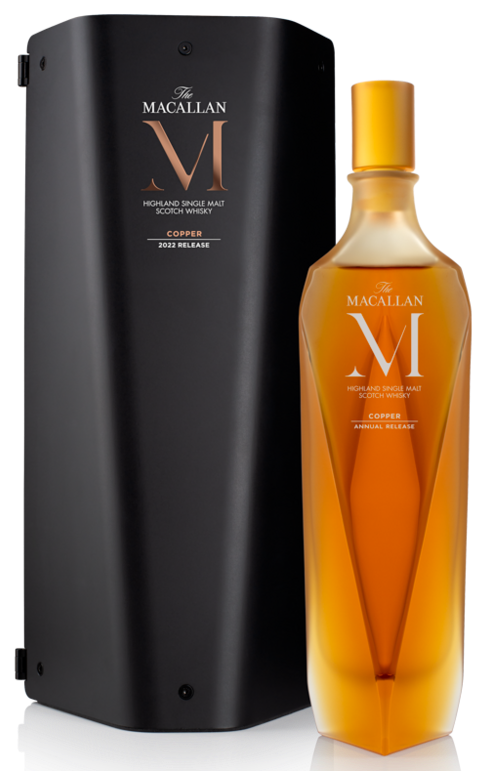 The
MACALLAN
M
HIGHLAND SINGLE MALT
SCOTCH WHISKY
COPPER
2022 RELEASE
The
MACALLAN
M
HIGHLAND SINGLE MALT
SCOTCH WHISKY
COPPER
ANNUAL RELEASE